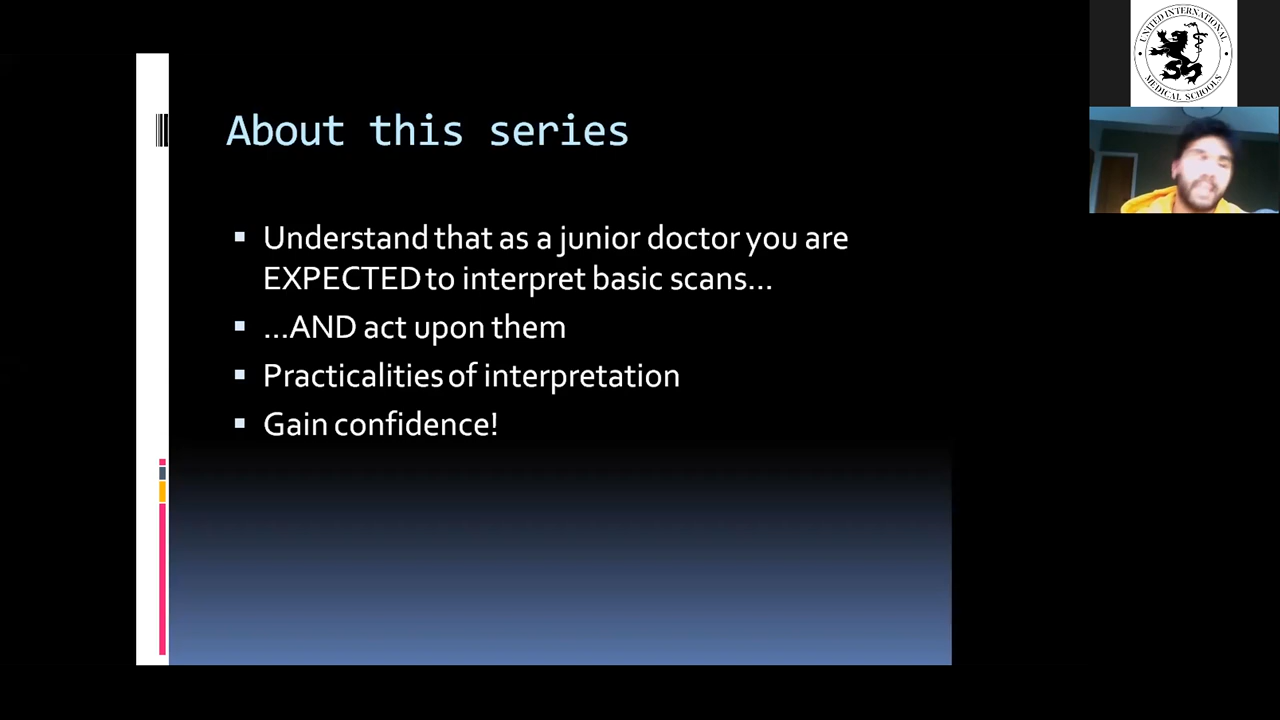 About this series
Understand that as a junior doctor you are
EXPECTED to interpret basic scans...
...AND act upon them
Practicalities of interpretation
Gain confidence!
UNITED INTERNATIONAL
MEDICAL SCHOOLS